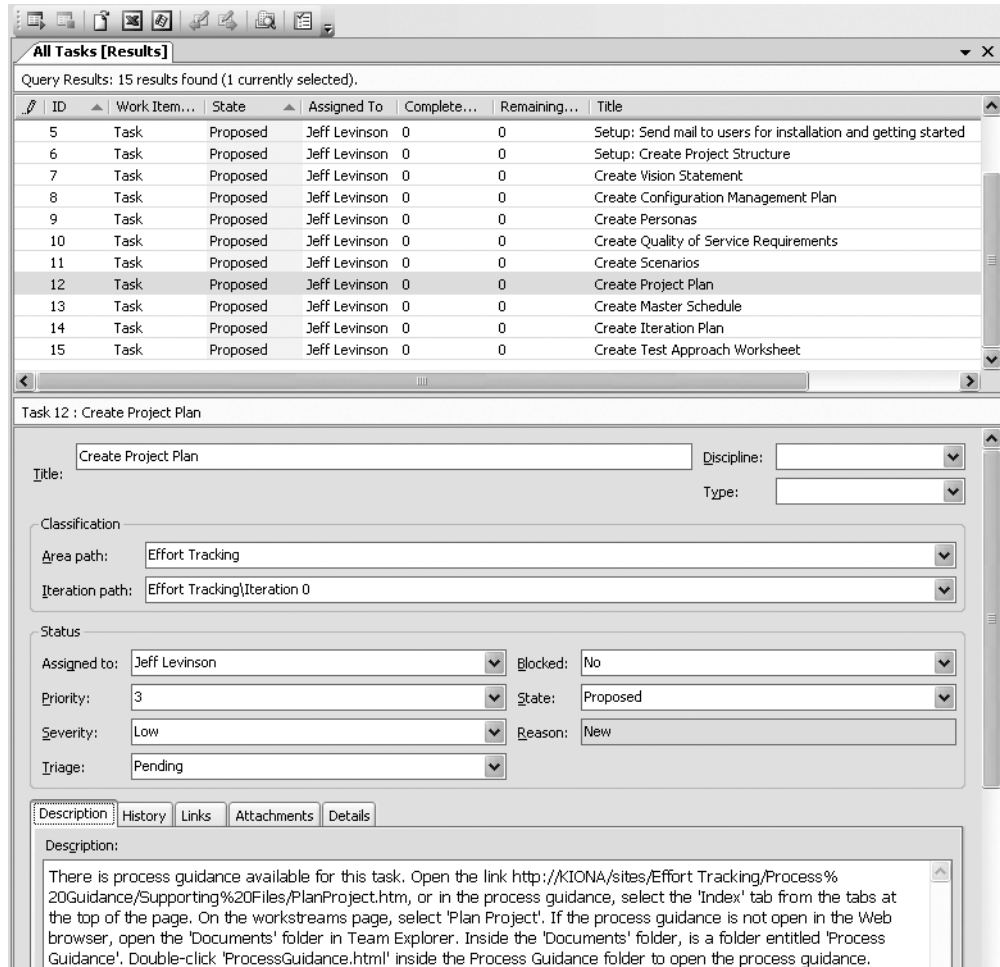 All Tasks [Results]
Query Results: 15 results found (1 currently selected).
ID Work Item... State Assigned To Complete... Remaining... Title
5 Task Proposed Jeff Levinson 0 0 Setup: Send mail to users for installation and getting started
6 Task Proposed Jeff Levinson 0 0 Setup: Create Project Structure
7 Task Proposed Jeff Levinson 0 0 Create Vision Statement
8 Task Proposed Jeff Levinson 0 0 Create Configuration Management Plan
9 Task Proposed Jeff Levinson 0 0 Create Personas
10 Task Proposed Jeff Levinson 0 0 Create Quality of Service Requirements
11 Task Proposed Jeff Levinson 0 0 Create Scenarios
12 Task Proposed Jeff Levinson 0 0 Create Project Plan
13 Task Proposed Jeff Levinson 0 0 Create Master Schedule
14 Task Proposed Jeff Levinson 0 0 Create Iteration Plan
15 Task Proposed Jeff Levinson 0 0 Create Test Approach Worksheet
Task 12 : Create Project Plan
Title: Create Project Plan Discipline:
Type:
Classification
Area path: Effort Tracking
Iteration path: Effort Tracking\Iteration 0
Status
Assigned to: Jeff Levinson Blocked: No
Priority: 3 State: Proposed
Severity: Low Reason: New
Triage: Pending
Description History Links Attachments Details
Description:
There is process guidance available for this task. Open the link http://KIONA/sites/Effort Tracking/Process%
20Guidance/Supporting%20Files/PlanProject.htm, or in the process guidance, select the 'Index' tab from the tabs at
the top of the page. On the workstreams page, select 'Plan Project'. If the process guidance is not open in the Web
browser, open the 'Documents' folder in Team Explorer. Inside the 'Documents' folder, is a folder entitled 'Process
Guidance'. Double-click 'ProcessGuidance.html' inside the Process Guidance folder to open the process guidance.